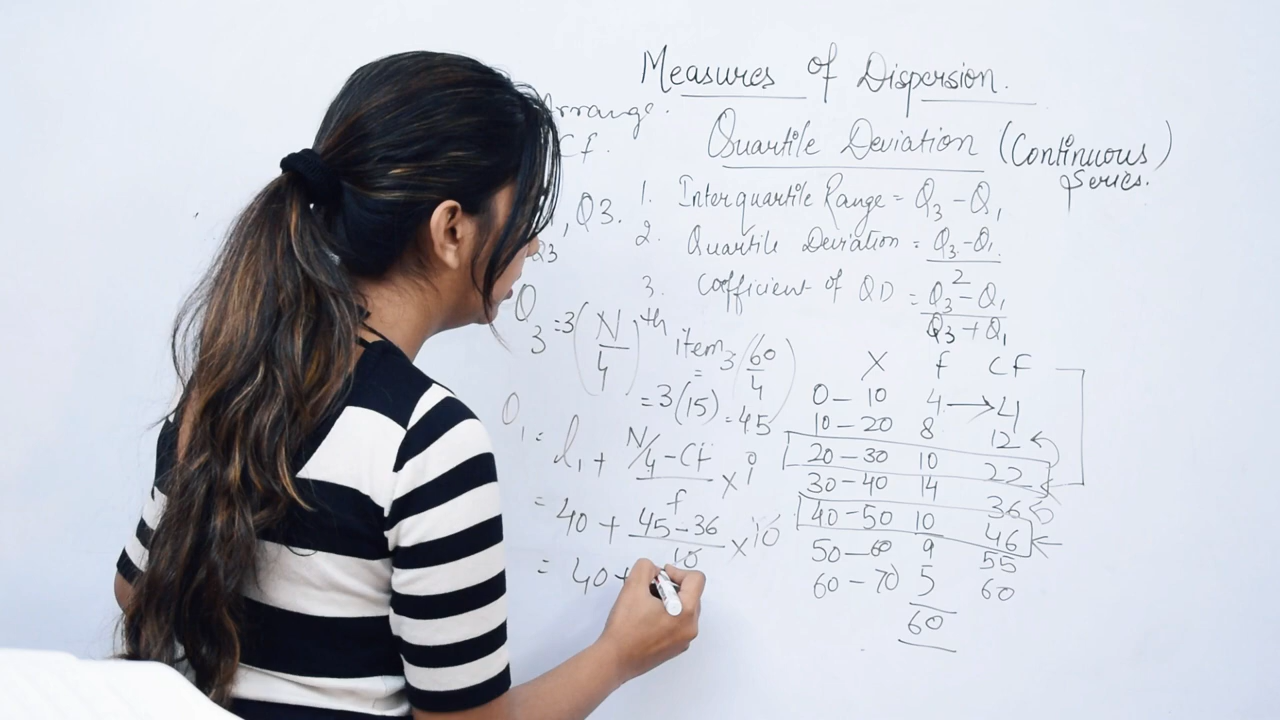 Measures of Dispersion.
Arrange.
Cf.
Quartile Deviation (Continuous Series.)
, Q3.
1. Interquartile Range = Q3 - Q1
2. Quartile Deviation = Q3 - Q1 / 2
3. Coefficient of QD = Q3 - Q1 / Q3 + Q1
Q3 = 3(N/4)th item = 3(60/4)
= 3(15) = 45
Q1 = l1 + N/4 - Cf / f × i
= 40 + 45 - 36 / 10 × 10
= 40 +
X f CF
0 - 10 4 → 4
10 - 20 8 12
20 - 30 10 22
30 - 40 14 36
40 - 50 10 46
50 - 60 9 55
60 - 70 5 60
60